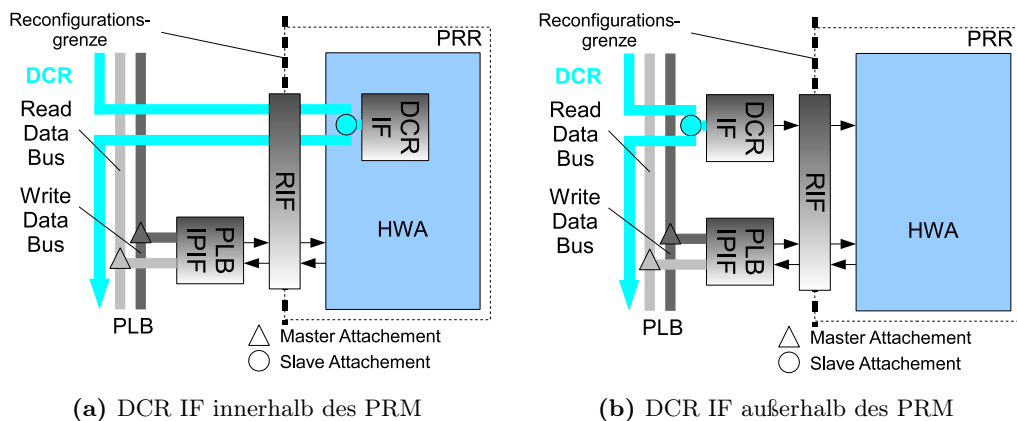 Reconfigurations-
grenze
PRR
DCR
Read
Data
Bus
DCR
IF
RIF
Write
Data
Bus
PLB
IPIF
HWA
PLB
Master Attachement
Slave Attachement
(a) DCR IF innerhalb des PRM
Reconfigurations-
grenze
PRR
DCR
Read
Data
Bus
DCR
IF
RIF
Write
Data
Bus
PLB
IPIF
HWA
PLB
Master Attachement
Slave Attachement
(b) DCR IF außerhalb des PRM